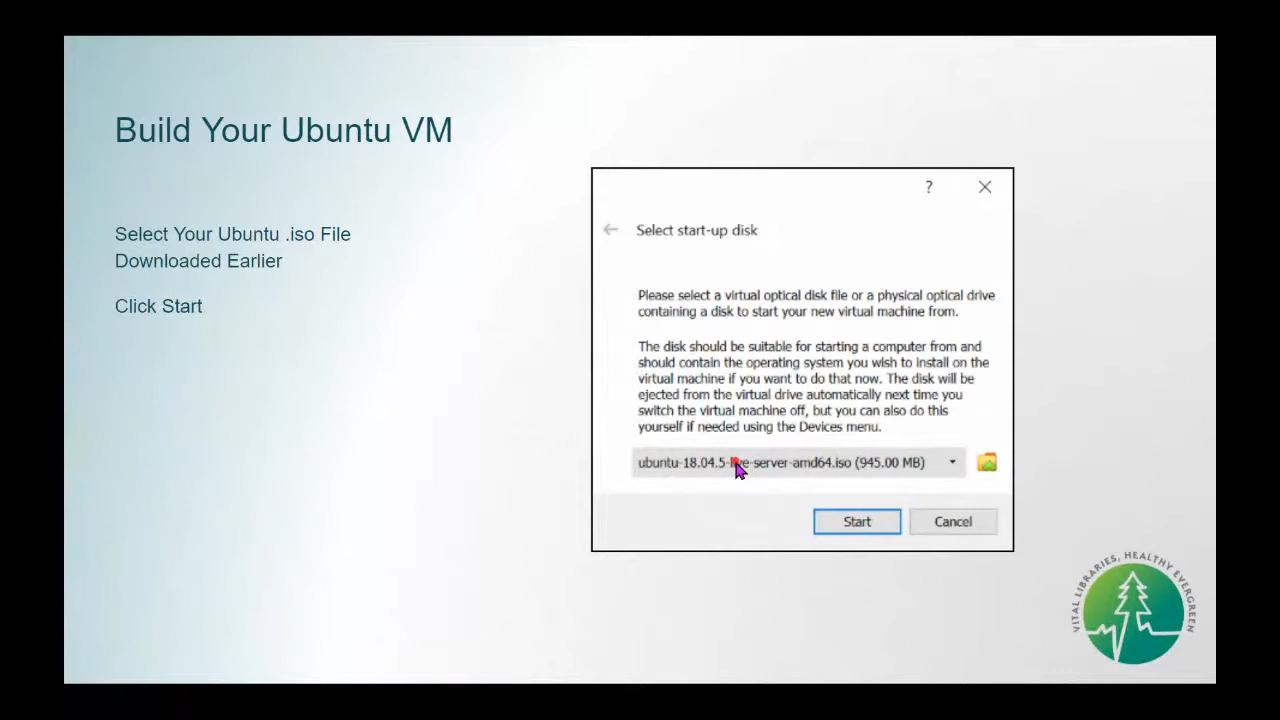 Build Your Ubuntu VM
Select Your Ubuntu .iso File
Downloaded Earlier
Click Start
?
Select start-up disk
Please select a virtual optical disk file or a physical optical drive
containing a disk to start your new virtual machine from.
The disk should be suitable for starting a computer from and
should contain the operating system you wish to install on the
virtual machine if you want to do that now. The disk will be
ejected from the virtual drive automatically next time you
switch the virtual machine off, but you can also do this
yourself if needed using the Devices menu.
ubuntu-18.04.5-live-server-amd64.iso (945.00 MB)
Start Cancel
VITAL LIBRARIES, HEALTHY EVERGREEN